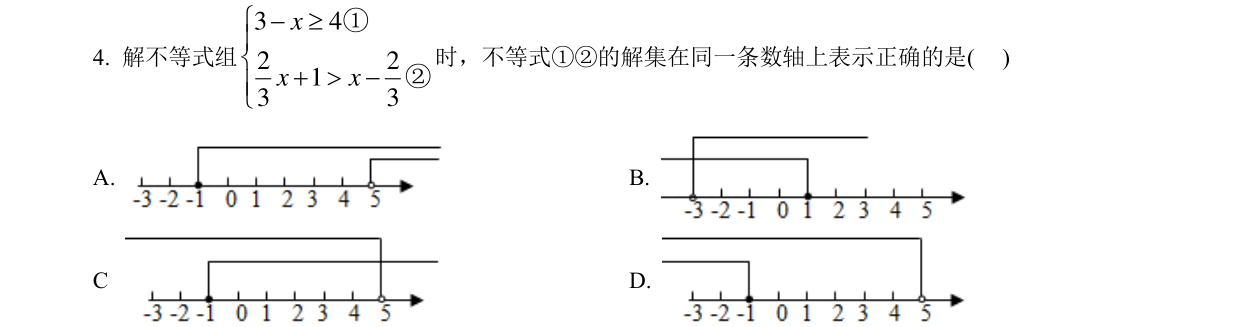 4. 解不等式组{3−x≥4①
2/3 x+1>x−2/3②
时，不等式①②的解集在同一条数轴上表示正确的是(    )
A. -3 -2 -1 0 1 2 3 4 5
B. -3 -2 -1 0 1 2 3 4 5
C -3 -2 -1 0 1 2 3 4 5
D. -3 -2 -1 0 1 2 3 4 5